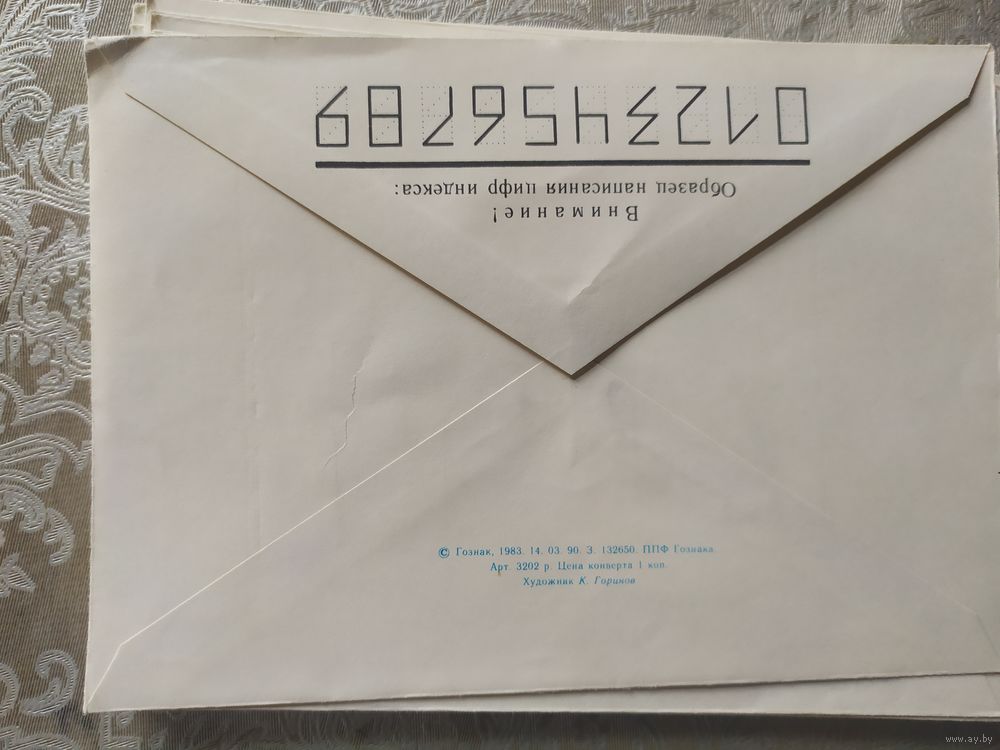 Внимание!
Образец написания цифр индекса:
0123456789
© Гознак, 1983. 14. 03. 90. З. 132650. ППФ Гознака.
Арт. 3202 р. Цена конверта 1 коп.
Художник К. Горинов
www.ay.by